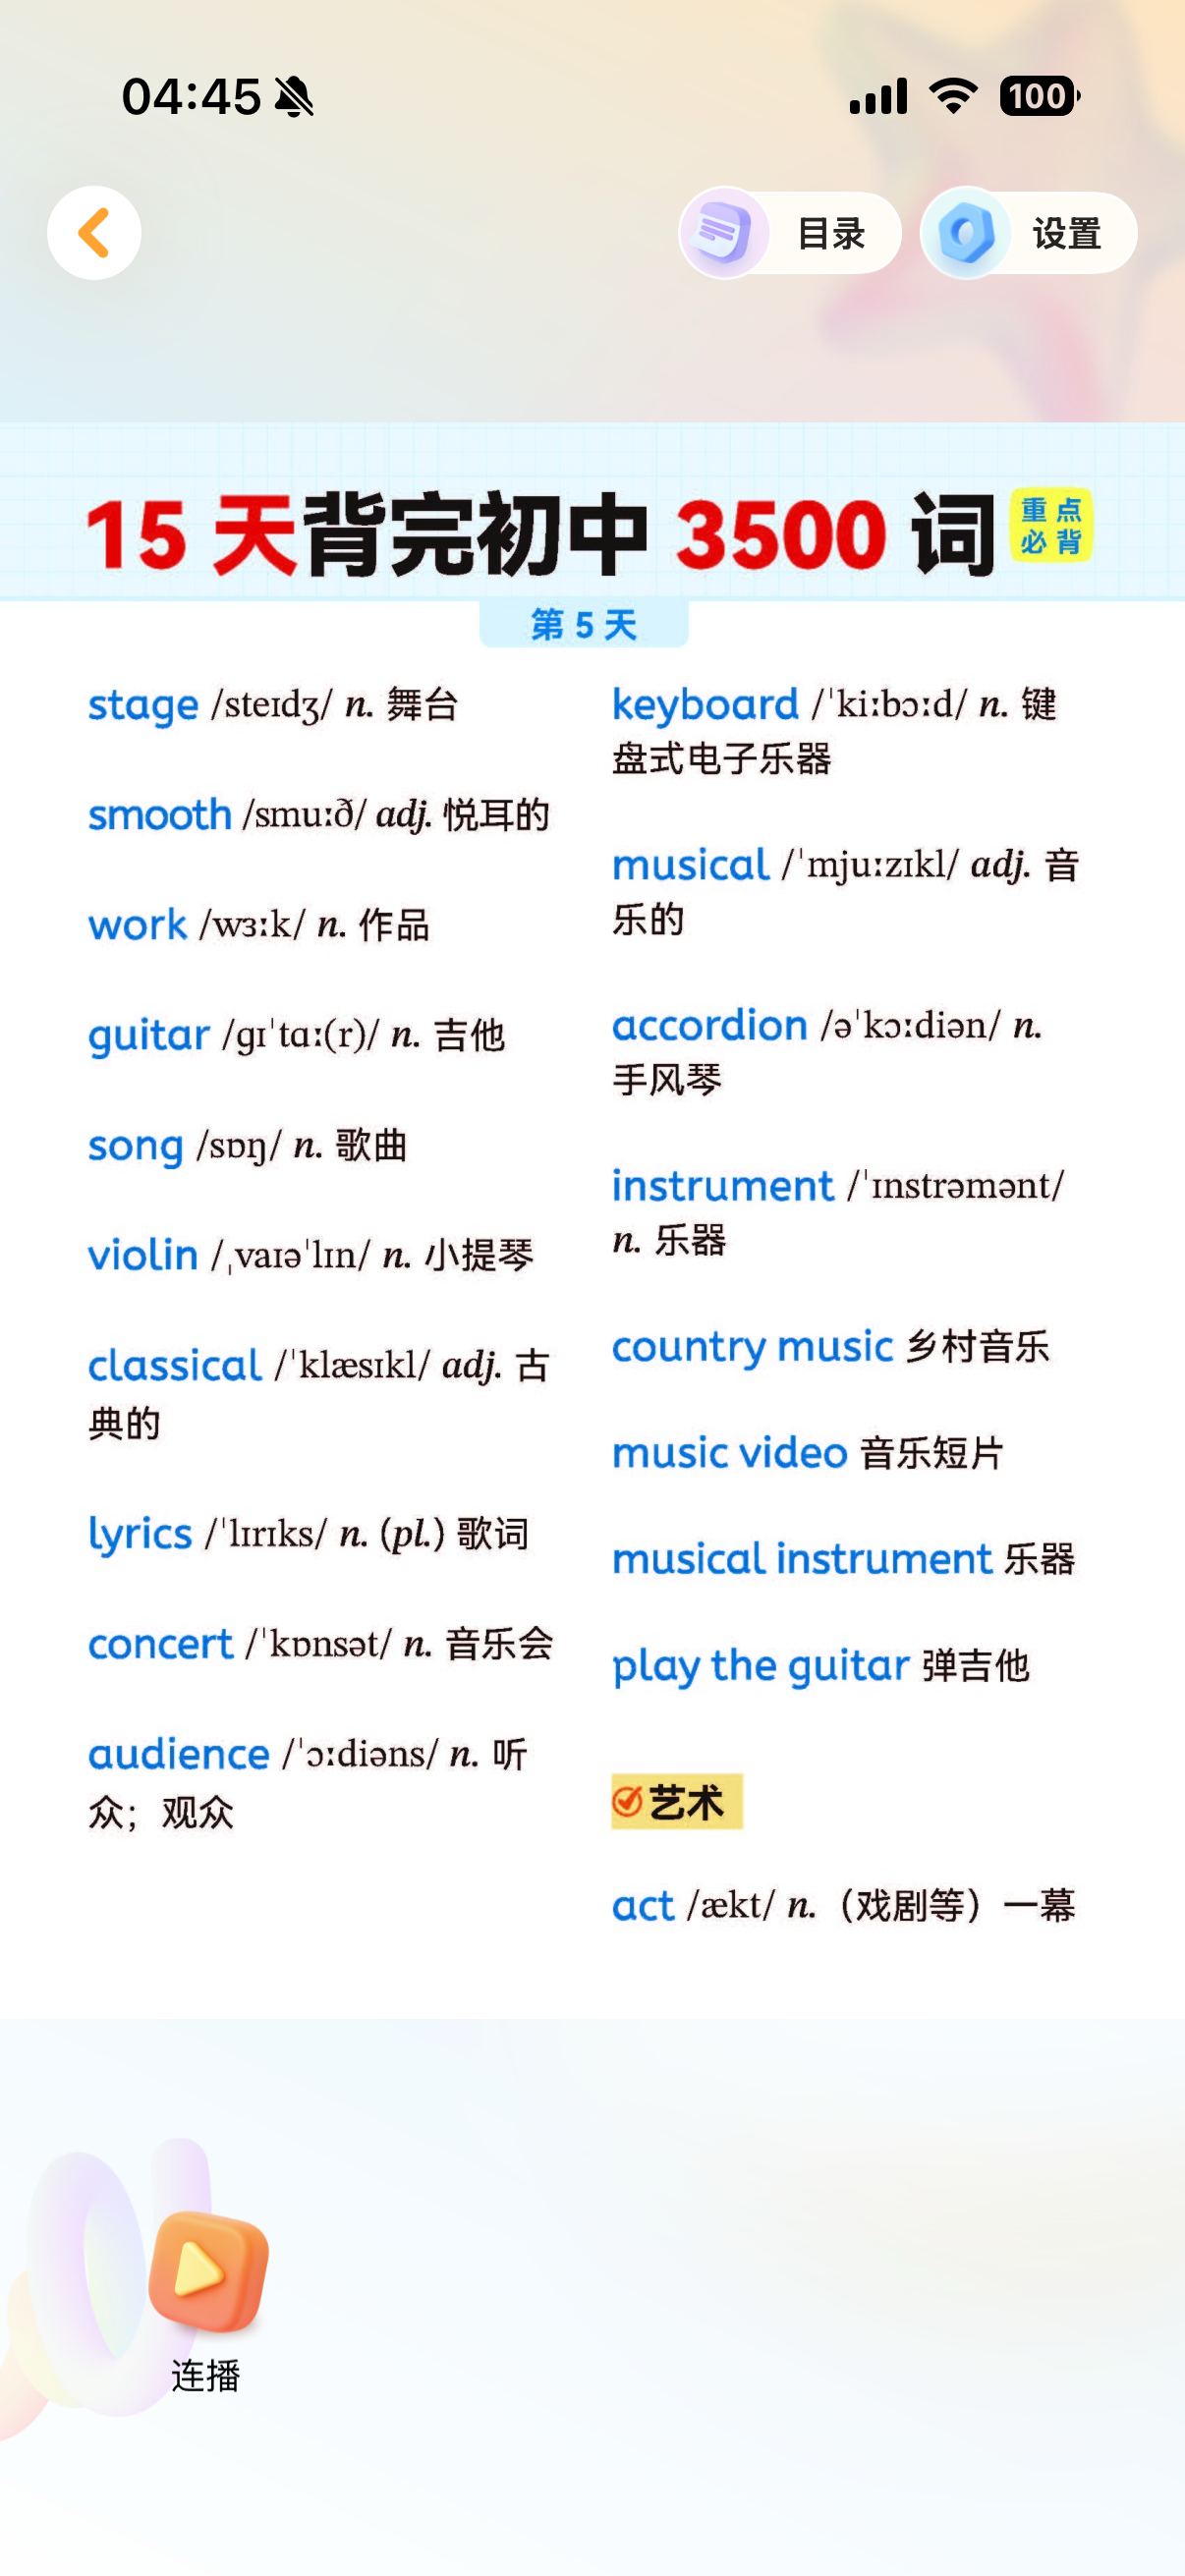 04:45
100
目录
设置
15 天背完初中 3500 词
重点
必背
第 5 天
stage /steɪdʒ/ n. 舞台
smooth /smuːð/ adj. 悦耳的
work /wɜːk/ n. 作品
guitar /ɡɪˈtɑː(r)/ n. 吉他
song /sɒŋ/ n. 歌曲
violin /ˌvaɪəˈlɪn/ n. 小提琴
classical /ˈklæsɪkl/ adj. 古
典的
lyrics /ˈlɪrɪks/ n. (pl.) 歌词
concert /ˈkɒnsət/ n. 音乐会
audience /ˈɔːdiəns/ n. 听
众；观众
keyboard /ˈkiːbɔːd/ n. 键
盘式电子乐器
musical /ˈmjuːzɪkl/ adj. 音
乐的
accordion /əˈkɔːdiən/ n.
手风琴
instrument /ˈɪnstrəmənt/
n. 乐器
country music 乡村音乐
music video 音乐短片
musical instrument 乐器
play the guitar 弹吉他
艺术
act /ækt/ n.（戏剧等）一幕
连播